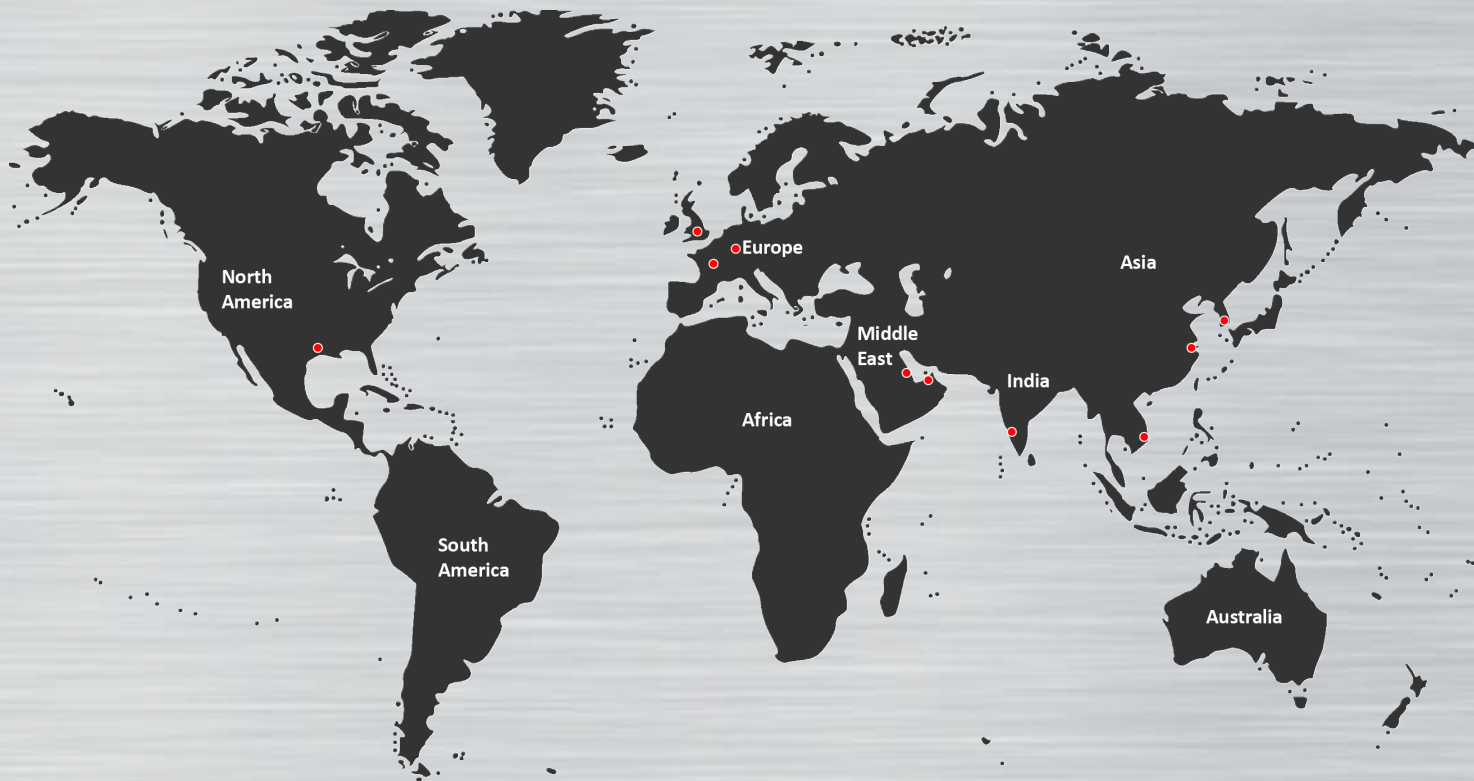 North
America
Europe
Asia
Middle
East
India
Africa
South
America
Australia